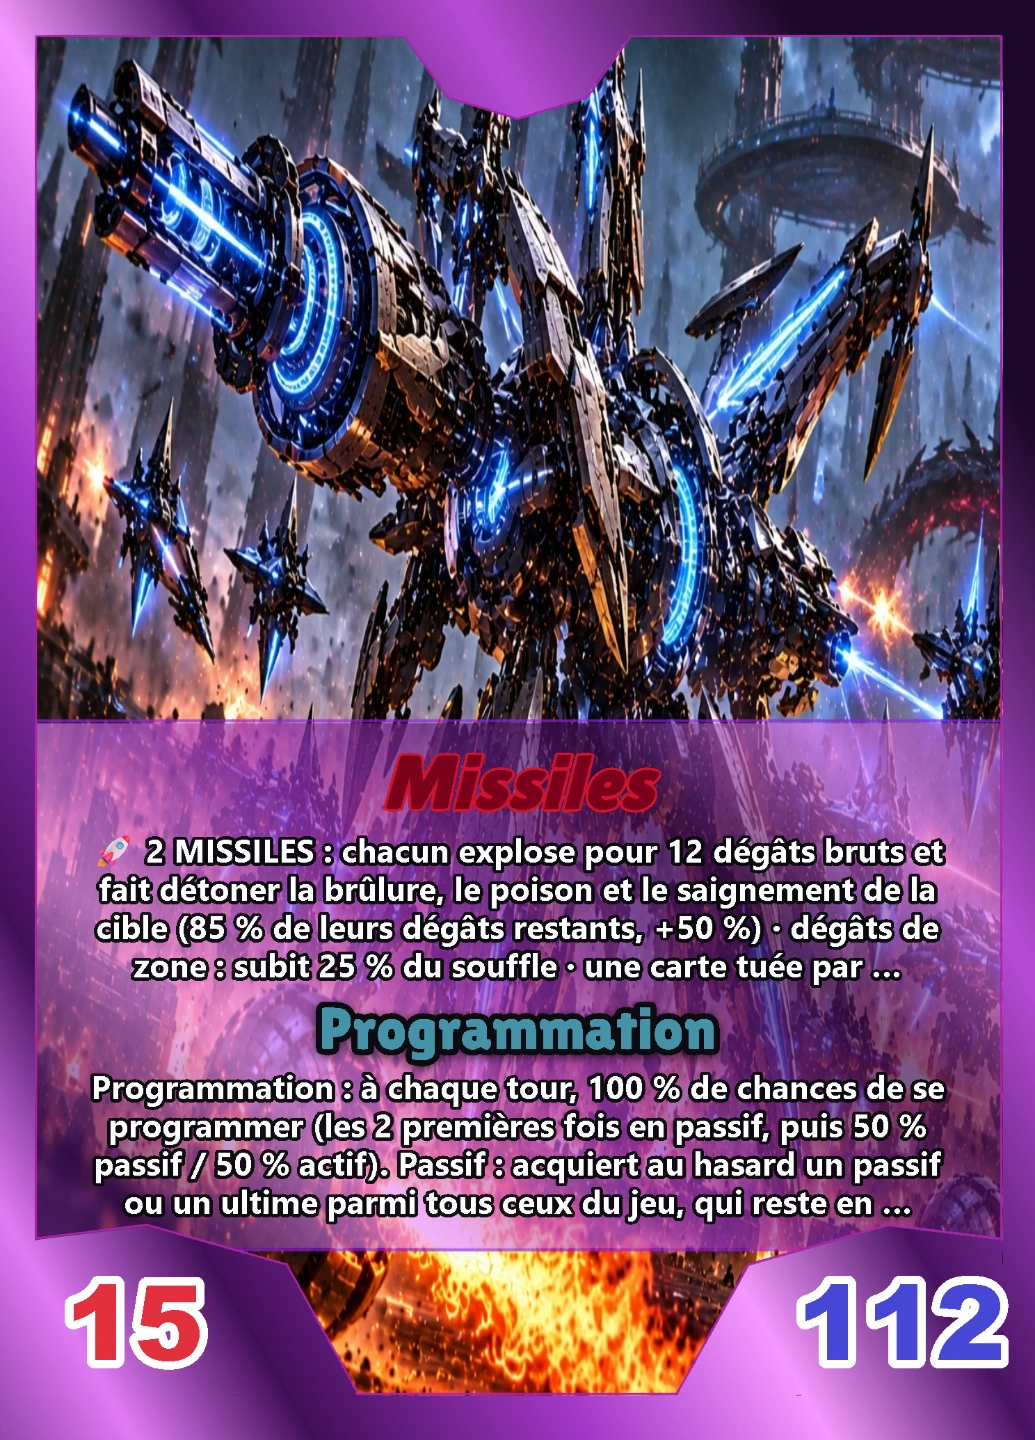 Missiles
🚀 2 MISSILES : chacun explose pour 12 dégâts bruts et
fait détoner la brûlure, le poison et le saignement de la
cible (85 % de leurs dégâts restants, +50 %) • dégâts de
zone : subit 25 % du souffle • une carte tuée par ...
Programmation
Programmation : à chaque tour, 100 % de chances de se
programmer (les 2 premières fois en passif, puis 50 %
passif / 50 % actif). Passif : acquiert au hasard un passif
ou un ultime parmi tous ceux du jeu, qui reste en ...
15
112